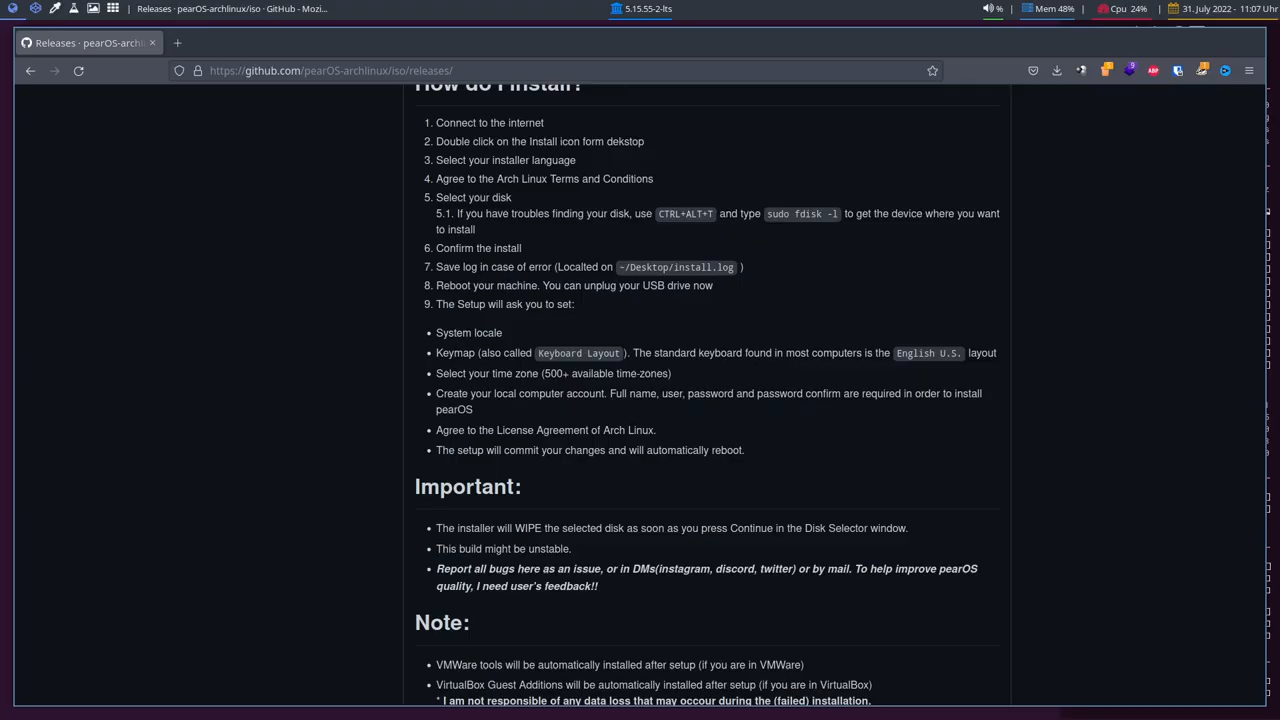 Releases · pearOS-archlinux/iso · GitHub - Mozi...
5.15.55-2-lts
%
Mem 48%
Cpu 24%
31. July 2022 - 11:07 Uhr
Releases · pearOS-archli
https://github.com/pearOS-archlinux/iso/releases/
How do I install?
1. Connect to the internet
2. Double click on the Install icon form dekstop
3. Select your installer language
4. Agree to the Arch Linux Terms and Conditions
5. Select your disk
5.1. If you have troubles finding your disk, use CTRL+ALT+T and type sudo fdisk -l to get the device where you want
to install
6. Confirm the install
7. Save log in case of error (Localted on ~/Desktop/install.log )
8. Reboot your machine. You can unplug your USB drive now
9. The Setup will ask you to set:
• System locale
• Keymap (also called Keyboard Layout). The standard keyboard found in most computers is the English U.S. layout
• Select your time zone (500+ available time-zones)
• Create your local computer account. Full name, user, password and password confirm are required in order to install
pearOS
• Agree to the License Agreement of Arch Linux.
• The setup will commit your changes and will automatically reboot.
Important:
• The installer will WIPE the selected disk as soon as you press Continue in the Disk Selector window.
• This build might be unstable.
• Report all bugs here as an issue, or in DMs(instagram, discord, twitter) or by mail. To help improve pearOS
quality, I need user's feedback!!
Note:
• VMWare tools will be automatically installed after setup (if you are in VMWare)
• VirtualBox Guest Additions will be automatically installed after setup (if you are in VirtualBox)
* I am not responsible of any data loss that may occour during the (failed) installation.